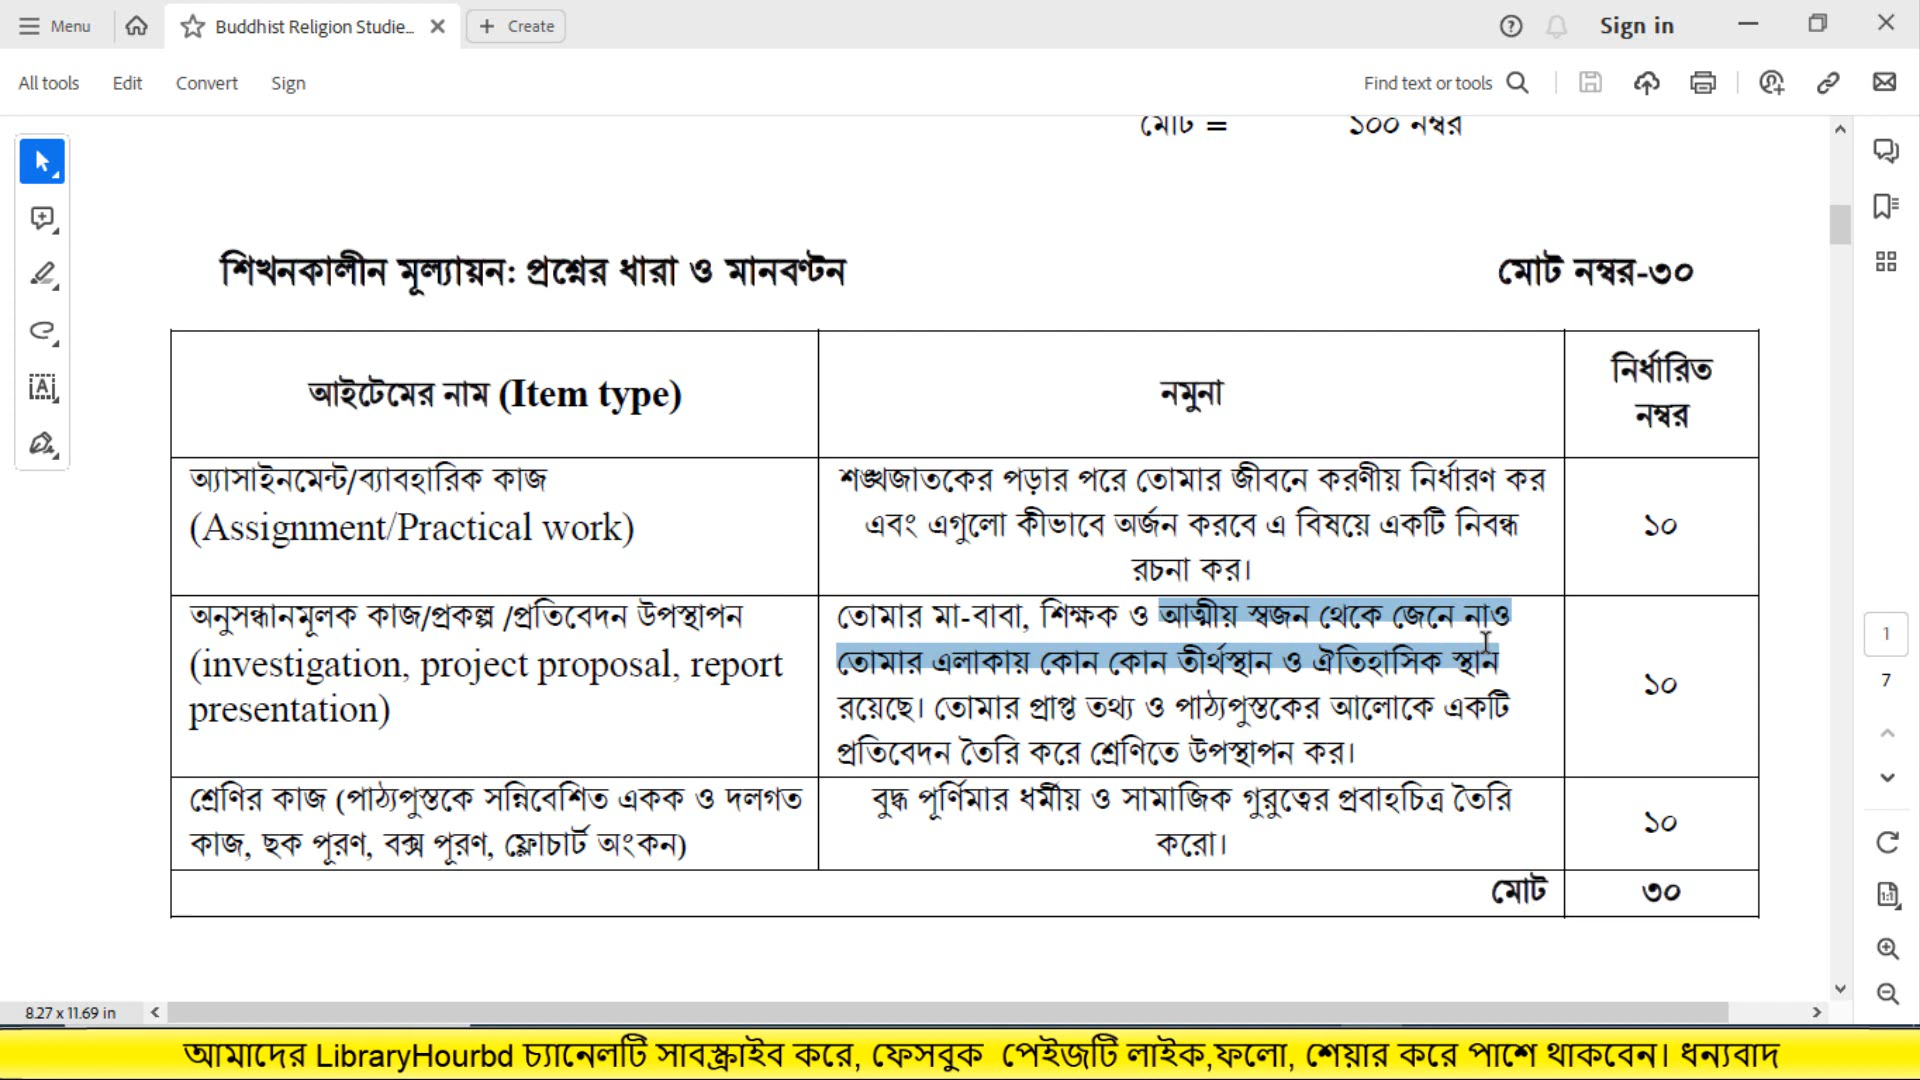 Menu
Buddhist Religion Studie...
Create
Sign in
All tools
Edit
Convert
Sign
Find text or tools
মোট = ১০০ নম্বর
শিখনকালীন মূল্যায়ন: প্রশ্নের ধারা ও মানবণ্টন
মোট নম্বর-৩০
আইটেমের নাম (Item type)
নমুনা
নির্ধারিত
নম্বর
অ্যাসাইনমেন্ট/ব্যাবহারিক কাজ
(Assignment/Practical work)
শঙ্খজাতকের পড়ার পরে তোমার জীবনে করণীয় নির্ধারণ কর
এবং এগুলো কীভাবে অর্জন করবে এ বিষয়ে একটি নিবন্ধ
রচনা কর।
১০
অনুসন্ধানমূলক কাজ/প্রকল্প /প্রতিবেদন উপস্থাপন
(investigation, project proposal, report
presentation)
তোমার মা-বাবা, শিক্ষক ও আত্মীয় স্বজন থেকে জেনে নাও
তোমার এলাকায় কোন কোন তীর্থস্থান ও ঐতিহাসিক স্থান
রয়েছে। তোমার প্রাপ্ত তথ্য ও পাঠ্যপুস্তকের আলোকে একটি
প্রতিবেদন তৈরি করে শ্রেণিতে উপস্থাপন কর।
১০
শ্রেণির কাজ (পাঠ্যপুস্তকে সন্নিবেশিত একক ও দলগত
কাজ, ছক পূরণ, বক্স পূরণ, ফ্লোচার্ট অংকন)
বুদ্ধ পূর্ণিমার ধর্মীয় ও সামাজিক গুরুত্বের প্রবাহচিত্র তৈরি
করো।
১০
মোট
৩০
1
7
8.27 x 11.69 in
আমাদের LibraryHourbd চ্যানেলটি সাবস্ক্রাইব করে, ফেসবুক পেইজটি লাইক,ফলো, শেয়ার করে পাশে থাকবেন। ধন্যবাদ